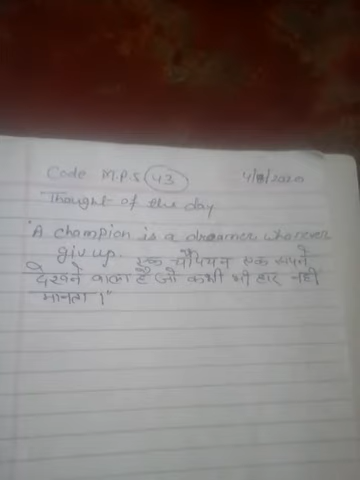 Code M.P.S 43 4/8/2020
Thought of the day
"A champion is a dreamer whonever
giv up. एक चैंपियन एक सपने
देखने वाला है जो कभी भी हार नहीं
मानता ।"